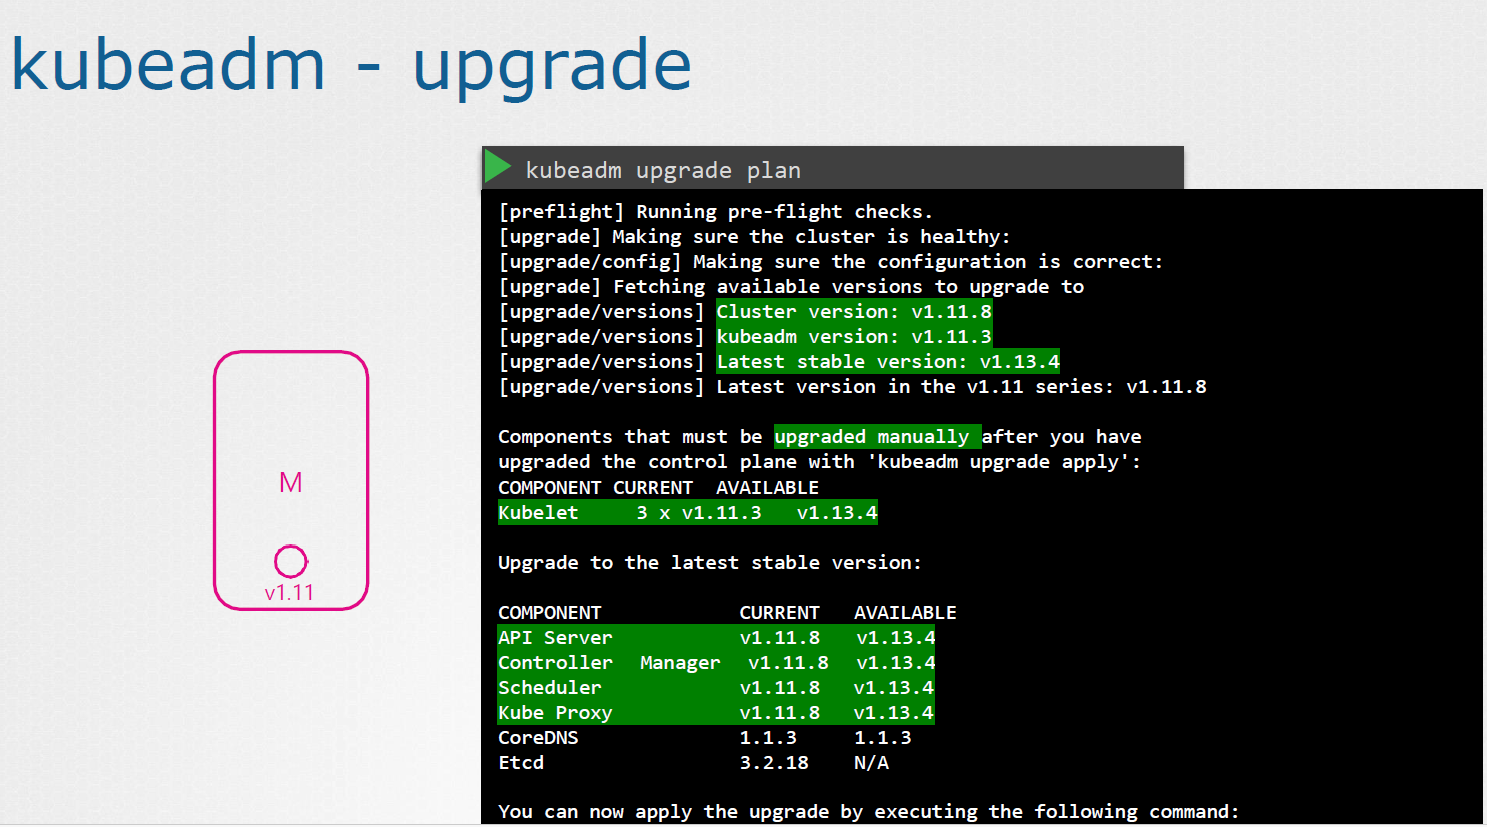 kubeadm - upgrade
kubeadm upgrade plan
[preflight] Running pre-flight checks.
[upgrade] Making sure the cluster is healthy:
[upgrade/config] Making sure the configuration is correct:
[upgrade] Fetching available versions to upgrade to
[upgrade/versions] Cluster version: v1.11.8
[upgrade/versions] kubeadm version: v1.11.3
[upgrade/versions] Latest stable version: v1.13.4
[upgrade/versions] Latest version in the v1.11 series: v1.11.8
Components that must be upgraded manually after you have
upgraded the control plane with 'kubeadm upgrade apply':
COMPONENT CURRENT AVAILABLE
Kubelet 3 x v1.11.3 v1.13.4
Upgrade to the latest stable version:
COMPONENT CURRENT AVAILABLE
API Server v1.11.8 v1.13.4
Controller Manager v1.11.8 v1.13.4
Scheduler v1.11.8 v1.13.4
Kube Proxy v1.11.8 v1.13.4
CoreDNS 1.1.3 1.1.3
Etcd 3.2.18 N/A
You can now apply the upgrade by executing the following command:
M
v1.11